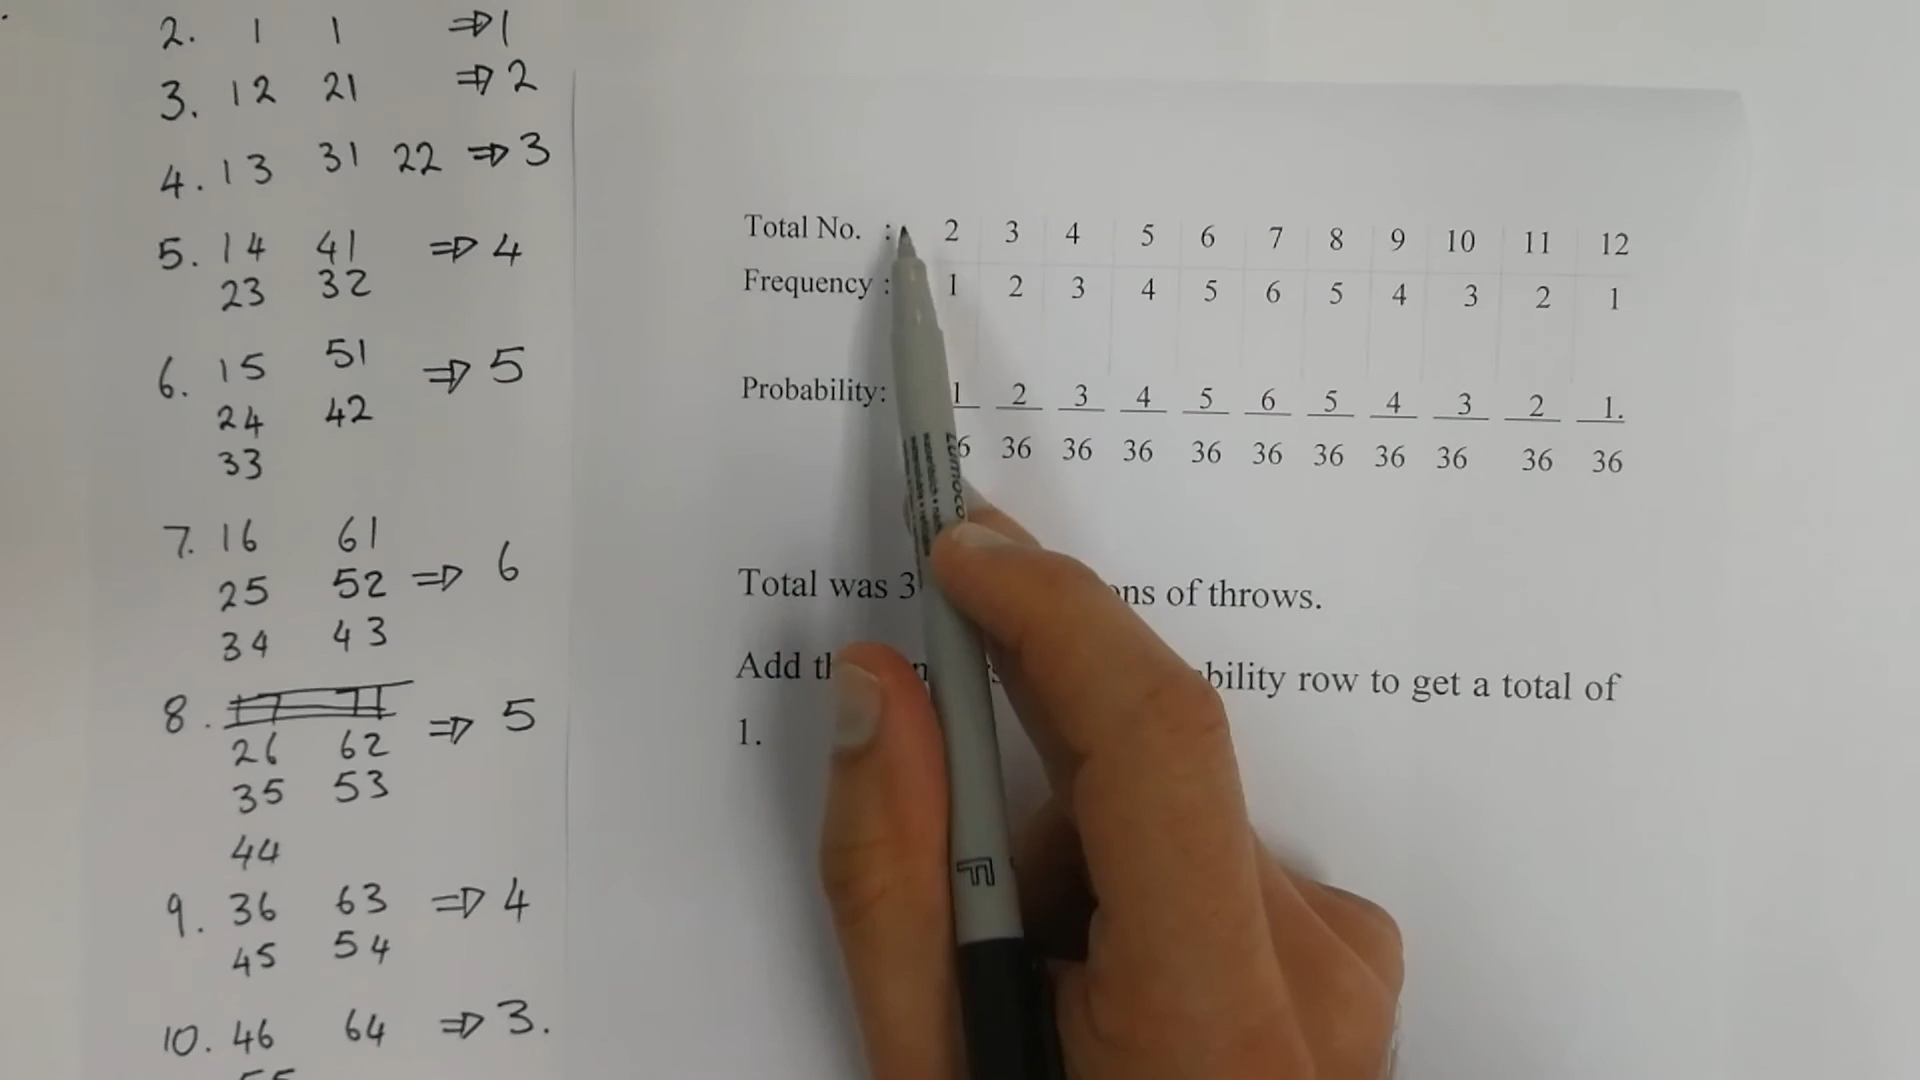 2. 1 1 ⇒ 1
3. 12 21 ⇒ 2
4. 13 31 22 ⇒ 3
5. 14 41 ⇒ 4
23 32
6. 15 51 ⇒ 5
24 42
33
7. 16 61
25 52 ⇒ 6
34 43
8. ⇒ 5
26 62
35 53
44
9. 36 63 ⇒ 4
45 54
10. 46 64 ⇒ 3.
55
Total No. : 2 3 4 5 6 7 8 9 10 11 12
Frequency : 1 2 3 4 5 6 5 4 3 2 1
Probability: 1 2 3 4 5 6 5 4 3 2 1.
6 36 36 36 36 36 36 36 36 36 36
Total was 3 ns of throws.
Add bility row to get a total of
1.
Lumoco
F